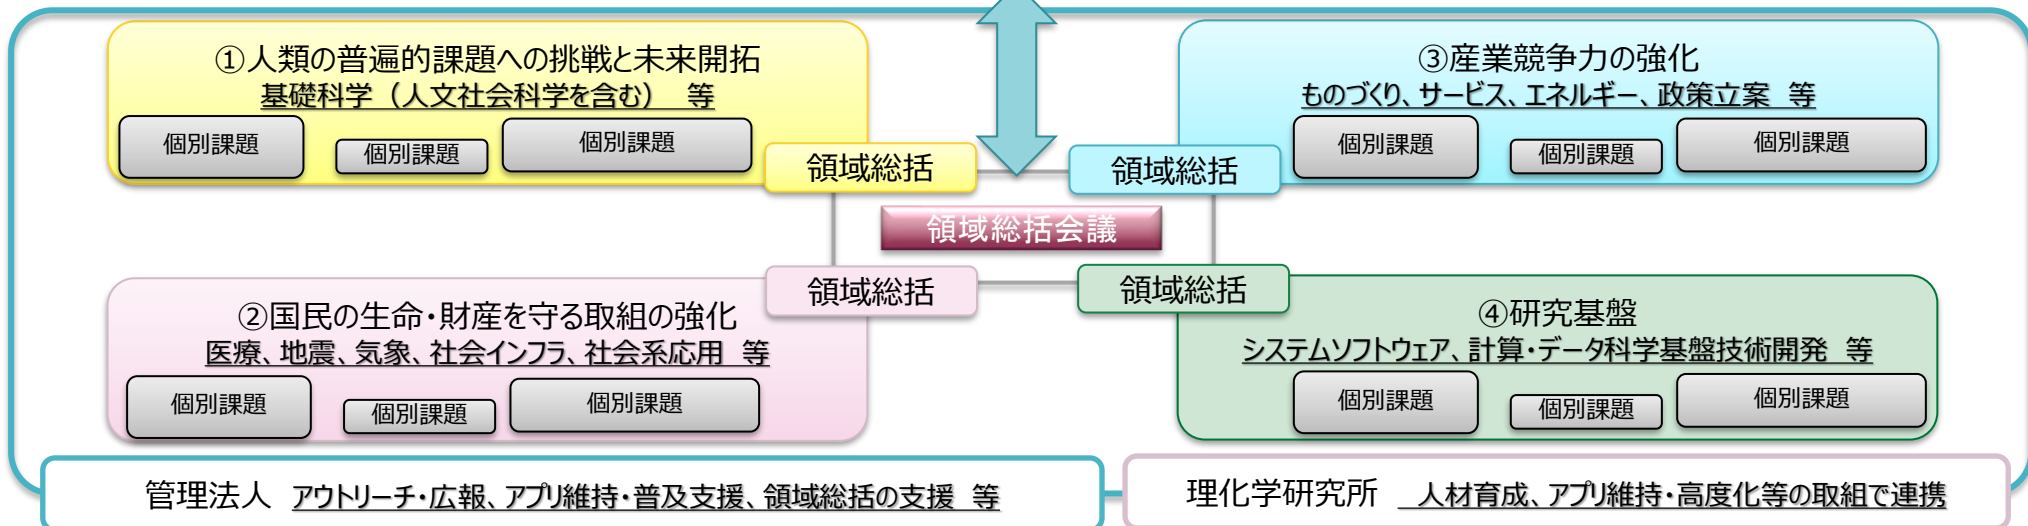 ①人類の普遍的課題への挑戦と未来開拓
基礎科学（人文社会科学を含む） 等
個別課題
個別課題
個別課題
領域総括
③産業競争力の強化
ものづくり、サービス、エネルギー、政策立案 等
個別課題
個別課題
個別課題
領域総括
領域総括会議
②国民の生命・財産を守る取組の強化
医療、地震、気象、社会インフラ、社会系応用 等
個別課題
個別課題
個別課題
領域総括
④研究基盤
システムソフトウェア、計算・データ科学基盤技術開発 等
個別課題
個別課題
個別課題
領域総括
管理法人 アウトリーチ・広報、アプリ維持・普及支援、領域総括の支援 等
理化学研究所 人材育成、アプリ維持・高度化等の取組で連携